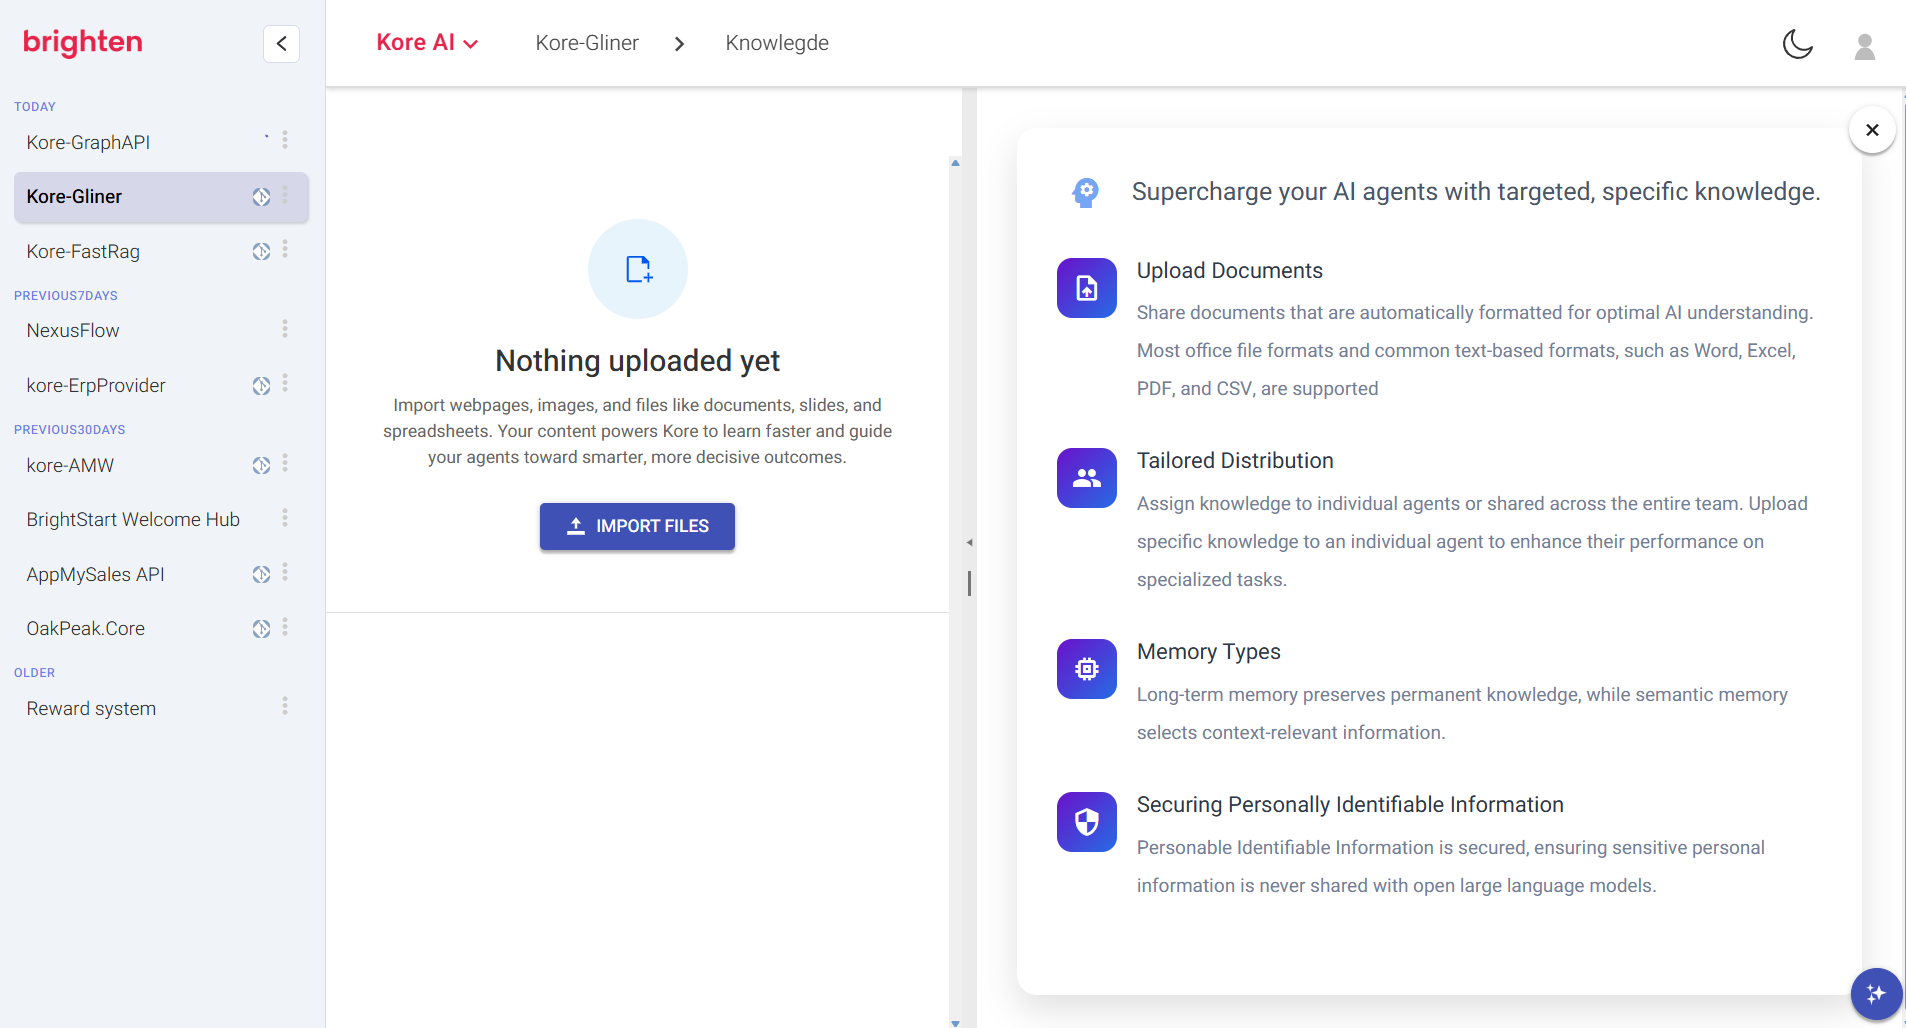 brighten
TODAY
Kore-GraphAPI
Kore-Gliner
Kore-FastRag
PREVIOUS7DAYS
NexusFlow
kore-ErpProvider
PREVIOUS30DAYS
kore-AMW
BrightStart Welcome Hub
AppMySales API
OakPeak.Core
OLDER
Reward system
Kore AI
Kore-Gliner
Knowlegde
Nothing uploaded yet
Import webpages, images, and files like documents, slides, and
spreadsheets. Your content powers Kore to learn faster and guide
your agents toward smarter, more decisive outcomes.
IMPORT FILES
Supercharge your AI agents with targeted, specific knowledge.
Upload Documents
Share documents that are automatically formatted for optimal AI understanding.
Most office file formats and common text-based formats, such as Word, Excel,
PDF, and CSV, are supported
Tailored Distribution
Assign knowledge to individual agents or shared across the entire team. Upload
specific knowledge to an individual agent to enhance their performance on
specialized tasks.
Memory Types
Long-term memory preserves permanent knowledge, while semantic memory
selects context-relevant information.
Securing Personally Identifiable Information
Personable Identifiable Information is secured, ensuring sensitive personal
information is never shared with open large language models.